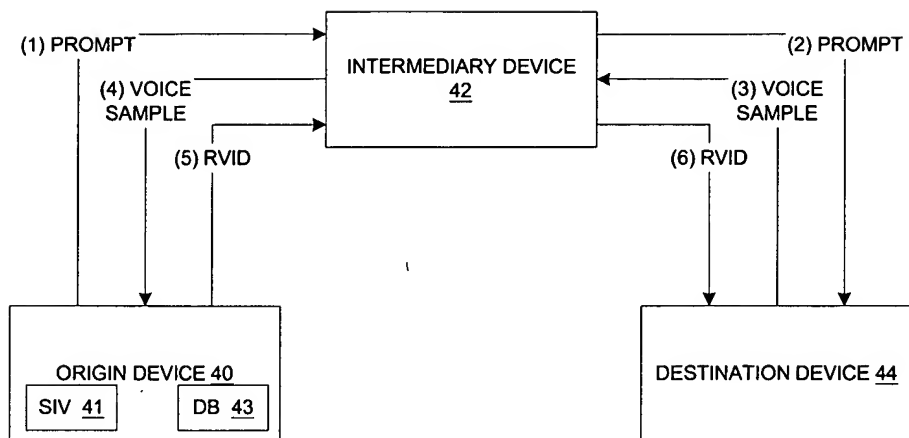 (1) PROMPT
INTERMEDIARY DEVICE
42
(2) PROMPT
(4) VOICE
SAMPLE
(3) VOICE
SAMPLE
(5) RVID
(6) RVID
ORIGIN DEVICE 40
SIV 41
DB 43
DESTINATION DEVICE 44